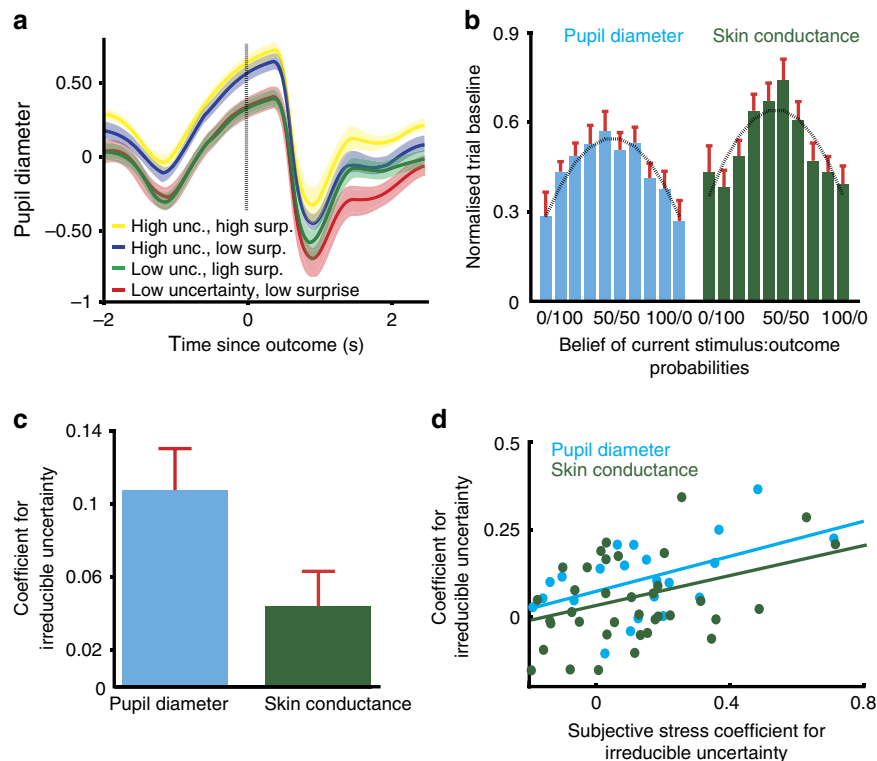 a
Pupil diameter
0.50
0
−0.50
−1
High unc., high surp.
High unc., low surp.
Low unc., ligh surp.
Low uncertainty, low surprise
−2
0
2
Time since outcome (s)
b
Normalised trial baseline
0.9
0.6
0.3
0
Pupil diameter
Skin conductance
0/100
50/50
100/0
0/100
50/50
100/0
Belief of current stimulus:outcome
probabilities
c
Coefficient for
irreducible uncertainty
0.14
0.1
0.06
0.02
0
Pupil diameter
Skin conductance
d
Coefficient for
irreducible uncertainty
0.5
0.25
0
Pupil diameter
Skin conductance
0
0.4
0.8
Subjective stress coefficient for
irreducible uncertainty